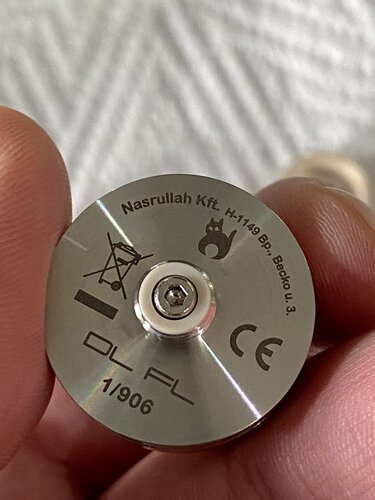 Nasrullah Kft. H-1149 Bp., Becko u. 3.
CE
DL FL
1/906